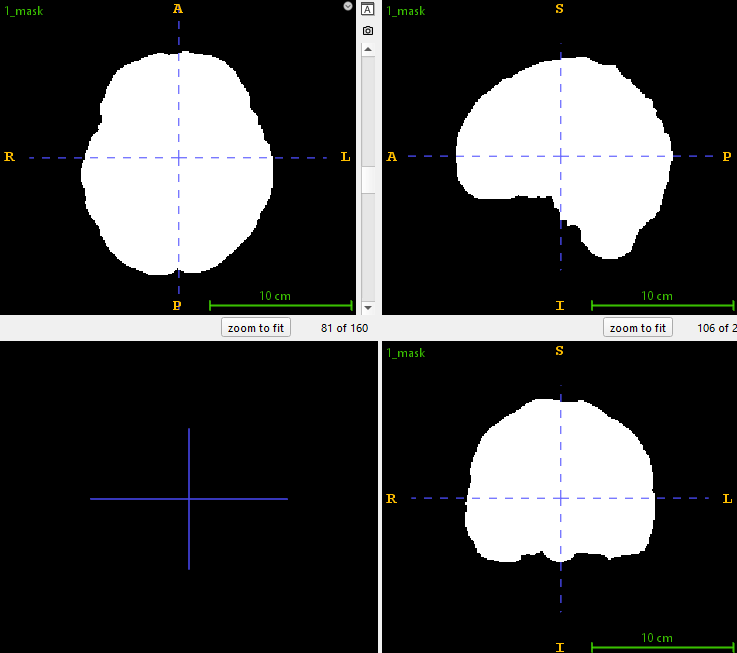 1_mask
A
A
R
L
10 cm
P
zoom to fit
81 of 160
1_mask
S
A
P
10 cm
I
zoom to fit
106 of 2
1_mask
S
R
L
10 cm
I